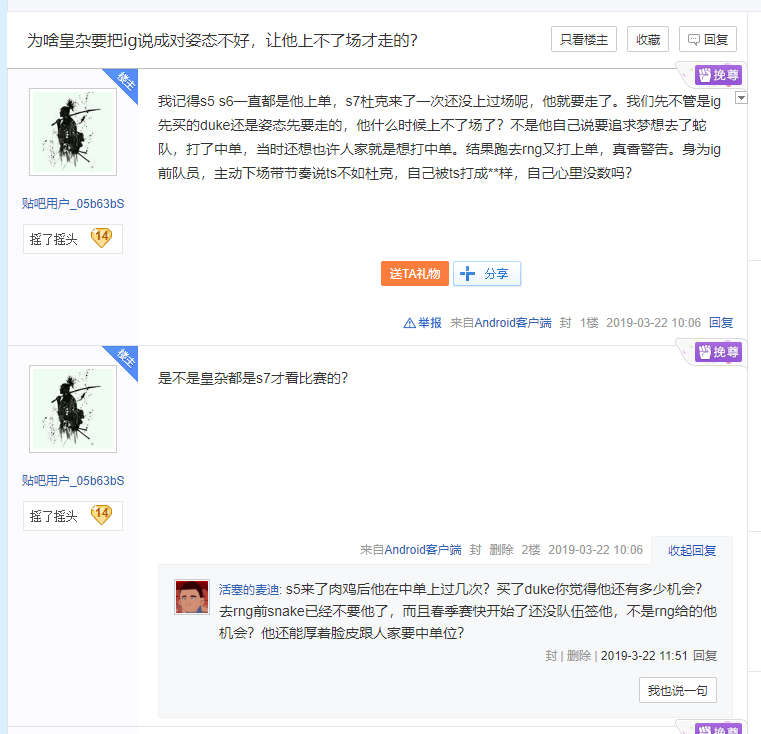 为啥皇杂要把ig说成对姿态不好，让他上不了场才走的？
只看楼主 收藏 回复
楼主
挽尊
我记得s5 s6一直都是他上单，s7杜克来了一次还没上过场呢，他就要走了。我们先不管是ig
先买的duke还是姿态先要走的，他什么时候上不了场了？不是他自己说要追求梦想去了蛇
队，打了中单，当时还想也许人家就是想打中单。结果跑去rng又打上单，真香警告。身为ig
前队员，主动下场带节奏说ts不如杜克，自己被ts打成**样，自己心里没数吗？
贴吧用户_05b63bS
摇了摇头 14
送TA礼物 分享
举报 来自Android客户端 封 1楼 2019-03-22 10:06 回复
楼主
挽尊
是不是皇杂都是s7才看比赛的？
贴吧用户_05b63bS
摇了摇头 14
来自Android客户端 封 删除 2楼 2019-03-22 10:06 收起回复
活塞的麦迪: s5来了肉鸡后他在中单上过几次？买了duke你觉得他还有多少机会？
去rng前snake已经不要他了，而且春季赛快开始了还没队伍签他，不是rng给的他
机会？他还能厚着脸皮跟人家要中单位？
封 | 删除 | 2019-3-22 11:51 回复
我也说一句
挽尊